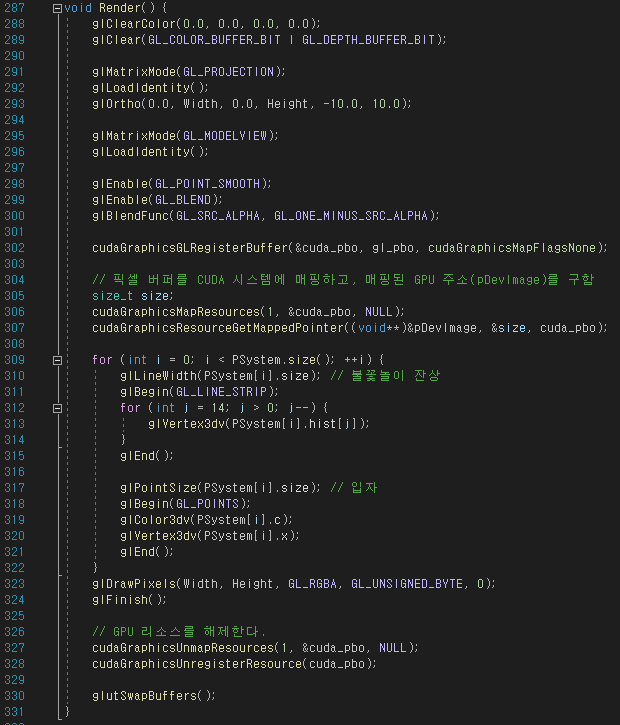 287 void Render() {
288 glClearColor(0.0, 0.0, 0.0, 0.0);
289 glClear(GL_COLOR_BUFFER_BIT | GL_DEPTH_BUFFER_BIT);
290
291 glMatrixMode(GL_PROJECTION);
292 glLoadIdentity();
293 glOrtho(0.0, Width, 0.0, Height, -10.0, 10.0);
294
295 glMatrixMode(GL_MODELVIEW);
296 glLoadIdentity();
297
298 glEnable(GL_POINT_SMOOTH);
299 glEnable(GL_BLEND);
300 glBlendFunc(GL_SRC_ALPHA, GL_ONE_MINUS_SRC_ALPHA);
301
302 cudaGraphicsGLRegisterBuffer(&cuda_pbo, gl_pbo, cudaGraphicsMapFlagsNone);
303
304 // 픽셀 버퍼를 CUDA 시스템에 매핑하고, 매핑된 GPU 주소(pDevImage)를 구함
305 size_t size;
306 cudaGraphicsMapResources(1, &cuda_pbo, NULL);
307 cudaGraphicsResourceGetMappedPointer((void**)&pDevImage, &size, cuda_pbo);
308
309 for (int i = 0; i < PSystem.size(); ++i) {
310 glLineWidth(PSystem[i].size); // 불꽃놀이 잔상
311 glBegin(GL_LINE_STRIP);
312 for (int j = 14; j > 0; j--) {
313 glVertex3dv(PSystem[i].hist[j]);
314 }
315 glEnd();
316
317 glPointSize(PSystem[i].size); // 입자
318 glBegin(GL_POINTS);
319 glColor3dv(PSystem[i].c);
320 glVertex3dv(PSystem[i].x);
321 glEnd();
322 }
323 glDrawPixels(Width, Height, GL_RGBA, GL_UNSIGNED_BYTE, 0);
324 glFinish();
325
326 // GPU 리소스를 해제한다.
327 cudaGraphicsUnmapResources(1, &cuda_pbo, NULL);
328 cudaGraphicsUnregisterResource(cuda_pbo);
329
330 glutSwapBuffers();
331 }